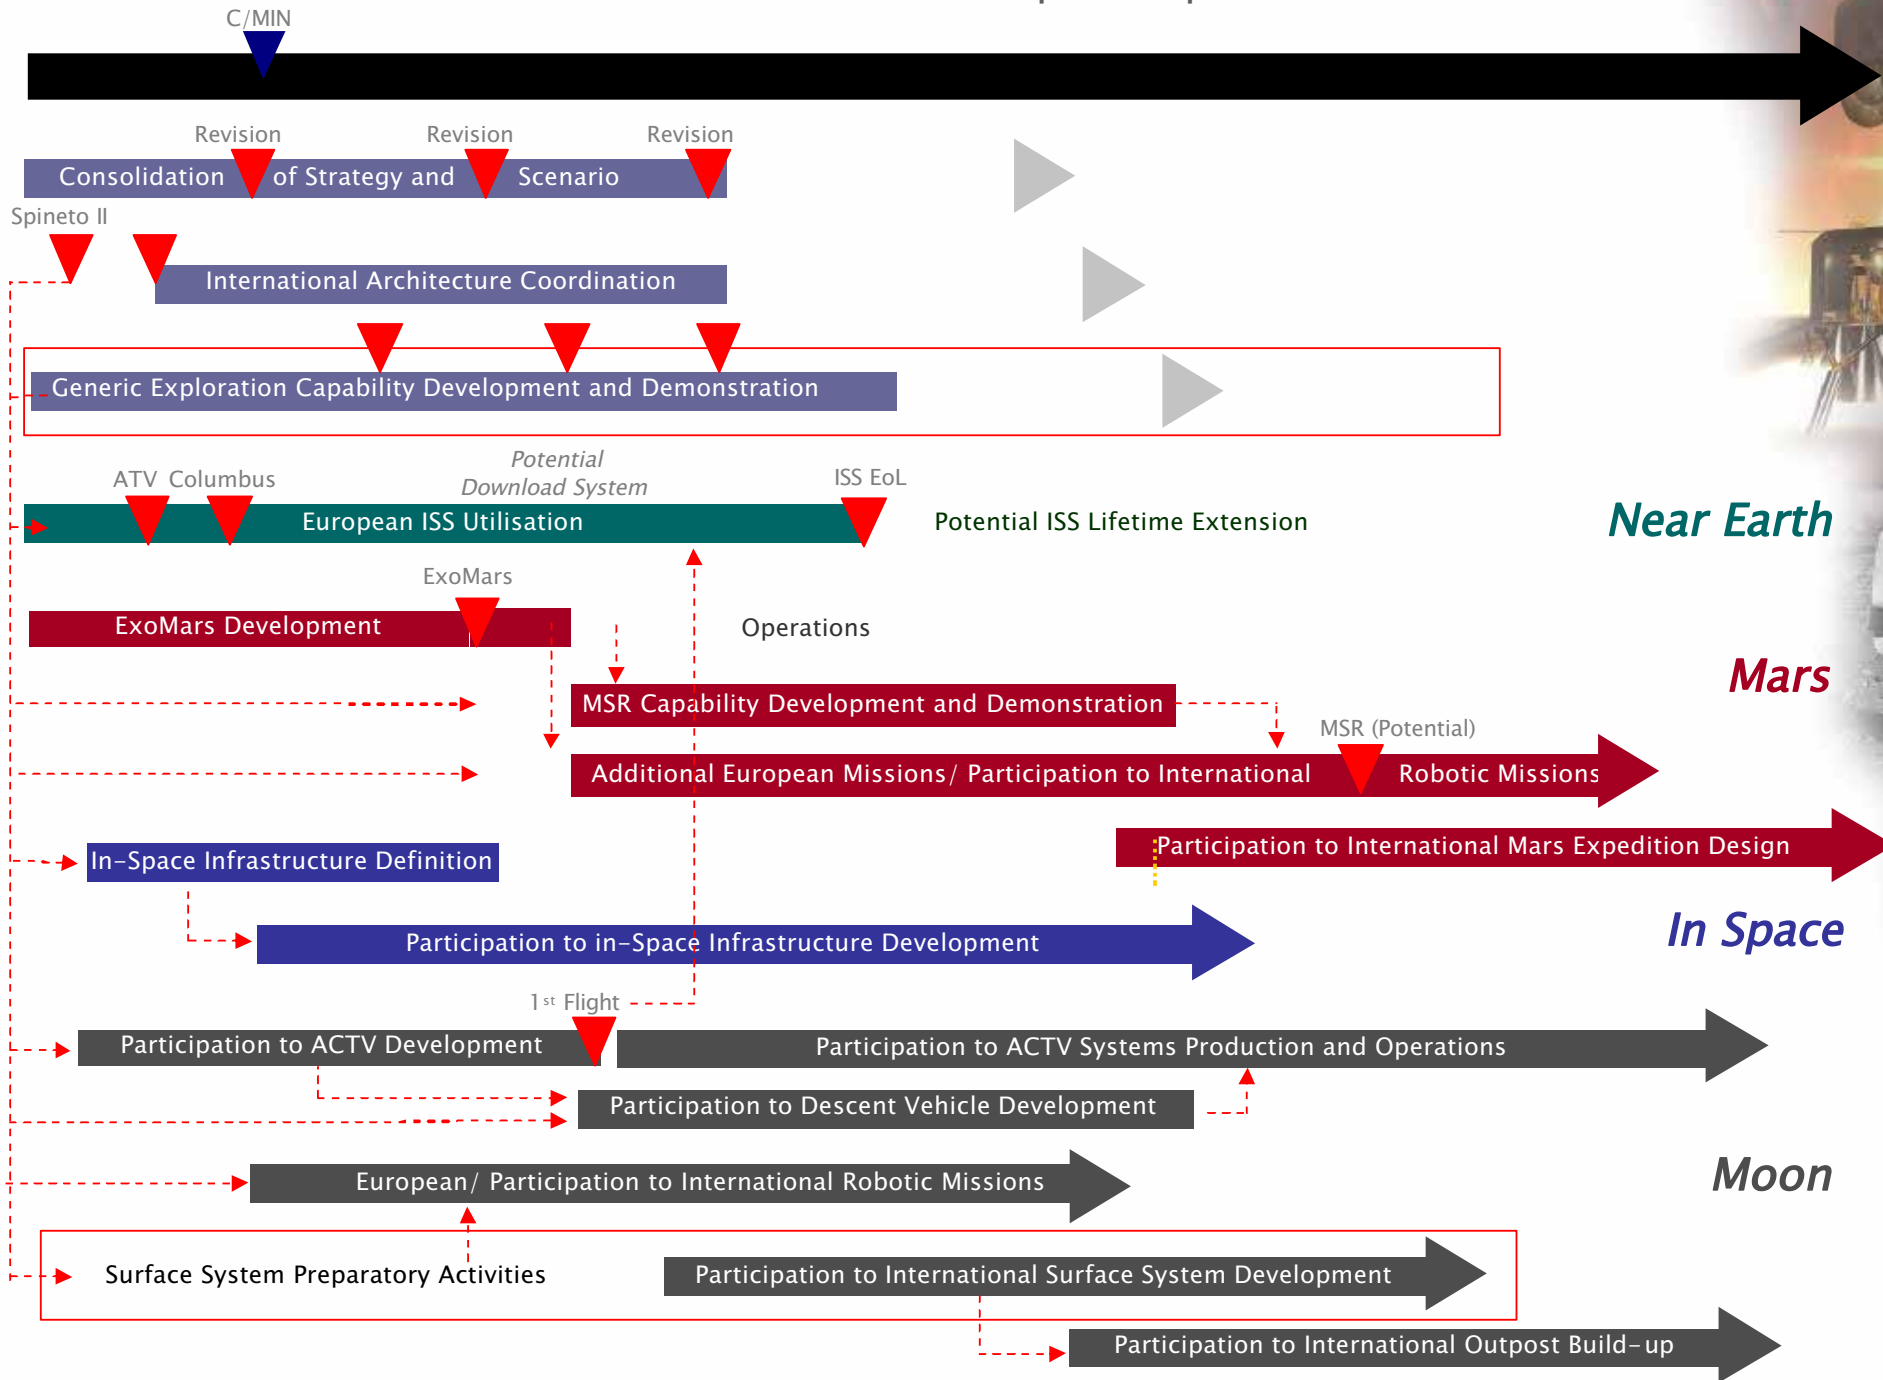 C/MIN
Revision
Revision
Revision
Consolidation of Strategy and Scenario
Spineto II
International Architecture Coordination
Generic Exploration Capability Development and Demonstration
Potential
Download System
ATV Columbus
ISS EoL
European ISS Utilisation
Potential ISS Lifetime Extension
Near Earth
ExoMars
ExoMars Development
Operations
Mars
MSR Capability Development and Demonstration
MSR (Potential)
Additional European Missions/ Participation to International Robotic Missions
Participation to International Mars Expedition Design
In-Space Infrastructure Definition
In Space
Participation to in-Space Infrastructure Development
1st Flight
Participation to ACTV Development
Participation to ACTV Systems Production and Operations
Participation to Descent Vehicle Development
Moon
European/ Participation to International Robotic Missions
Surface System Preparatory Activities
Participation to International Surface System Development
Participation to International Outpost Build-up